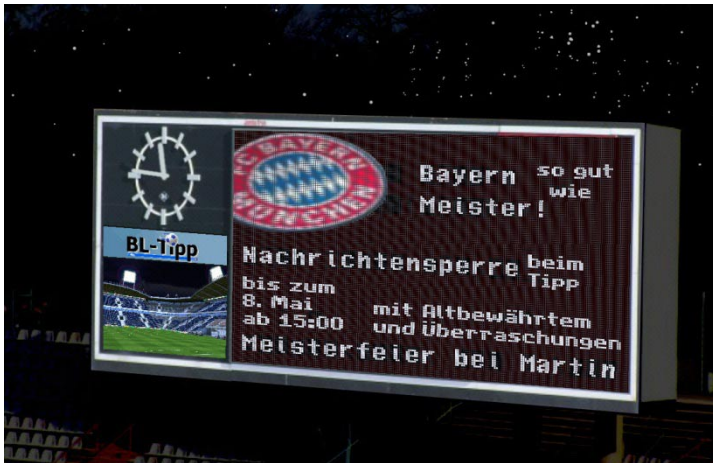 FC BAYERN
MÜNCHEN
Bayern so gut
wie
Meister!
BL-Tipp
Nachrichtensperre beim
Tipp
bis zum
8. Mai
ab 15:00
mit Altbewährtem
und Überraschungen
Meisterfeier bei Martin